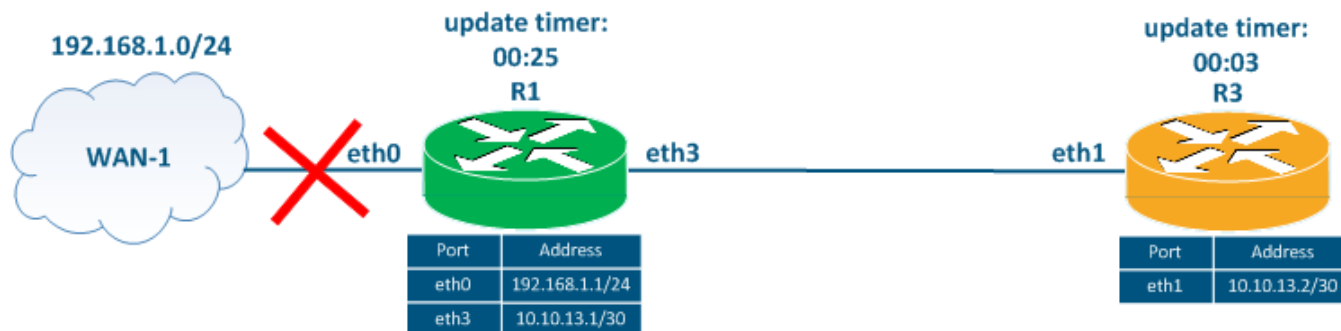 192.168.1.0/24
WAN-1
eth0
update timer:
00:25
R1
eth3
Port Address
eth0 192.168.1.1/24
eth3 10.10.13.1/30
eth1
update timer:
00:03
R3
Port Address
eth1 10.10.13.2/30